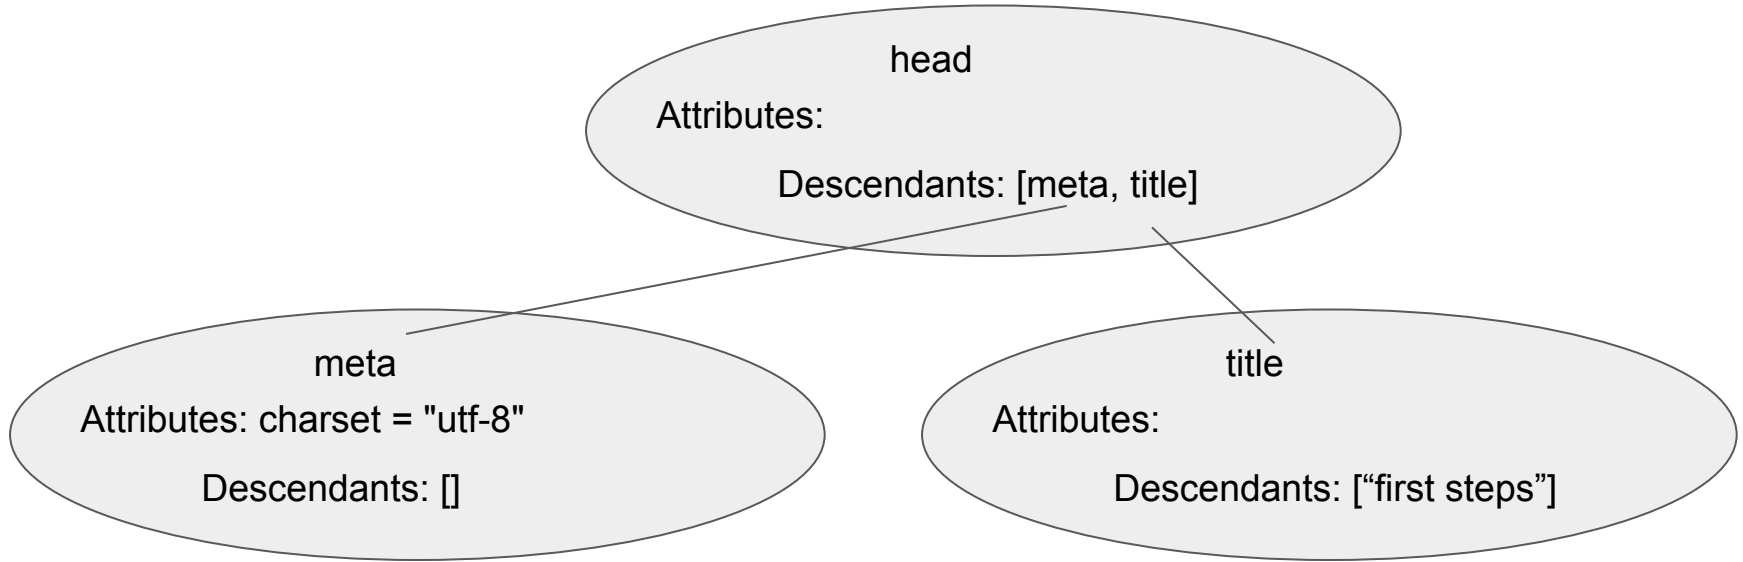 head
Attributes:
Descendants: [meta, title]
meta
Attributes: charset = "utf-8"
Descendants: []
title
Attributes:
Descendants: [“first steps”]